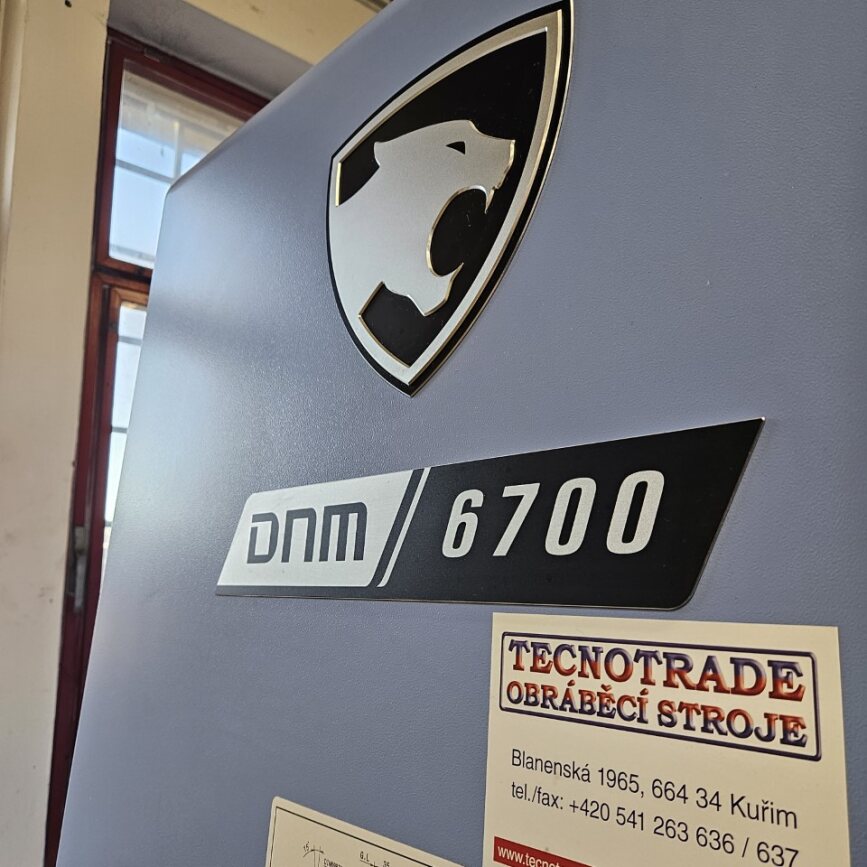 DNM 6700
TECNOTRADE
OBRÁBĚCÍ STROJE
Blanenská 1965, 664 34 Kuřim
tel./fax: +420 541 263 636 / 637